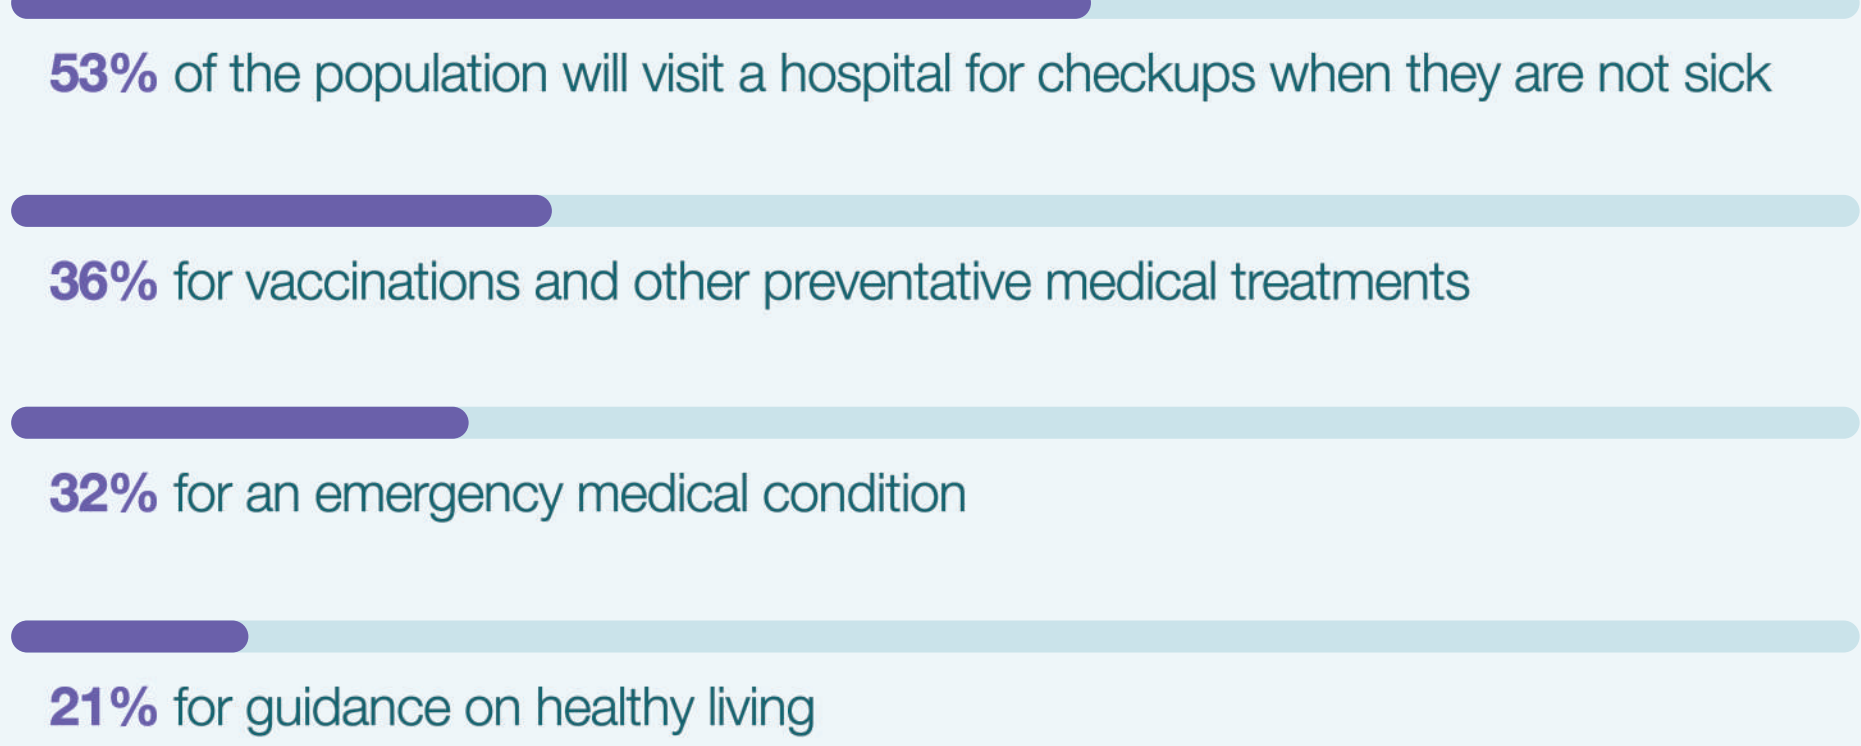 53% of the population will visit a hospital for checkups when they are not sick
36% for vaccinations and other preventative medical treatments
32% for an emergency medical condition
21% for guidance on healthy living